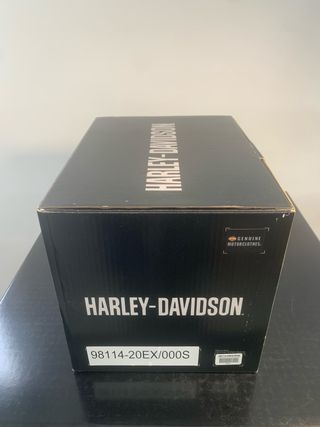 HARLEY-DAVIDSON
GENUINE
MOTORCLOTHES.
HARLEY-DAVIDSON
98114-20EX/000S